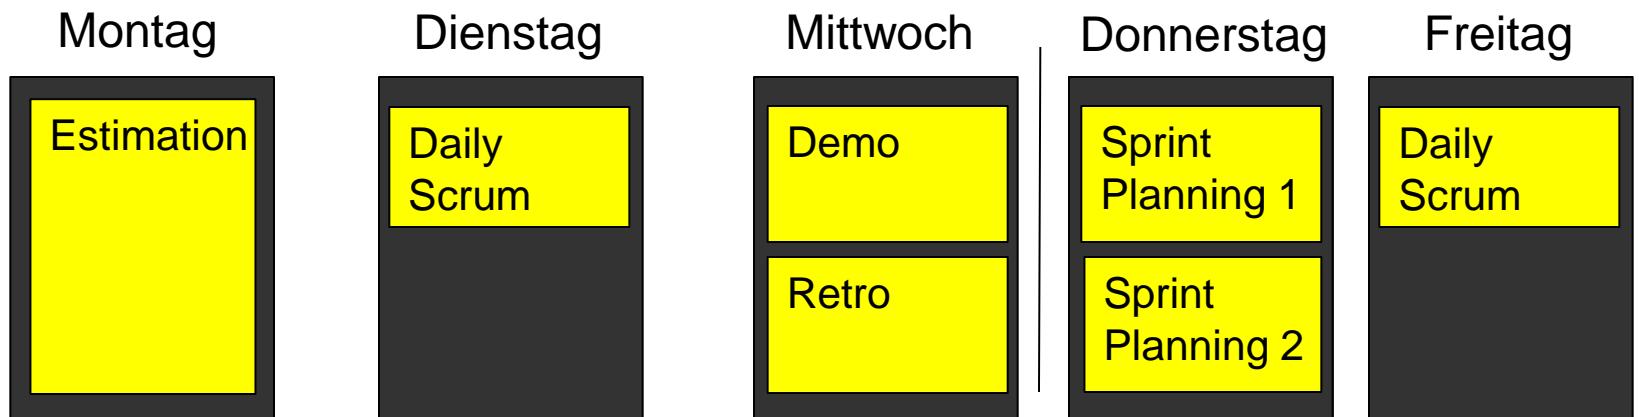 Montag
Dienstag
Mittwoch
Donnerstag
Freitag
Estimation
Daily
Scrum
Demo
Retro
Sprint
Planning 1
Sprint
Planning 2
Daily
Scrum